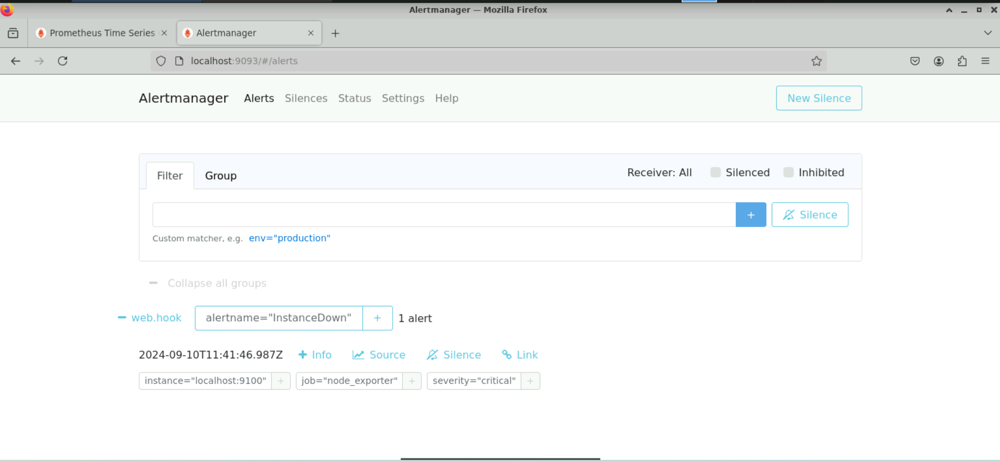 Alertmanager — Mozilla Firefox
Prometheus Time Series
Alertmanager
localhost:9093/#/alerts
Alertmanager Alerts Silences Status Settings Help New Silence
Filter Group Receiver: All Silenced Inhibited
+ Silence
Custom matcher, e.g. env="production"
Collapse all groups
web.hook alertname="InstanceDown" + 1 alert
2024-09-10T11:41:46.987Z + Info Source Silence Link
instance="localhost:9100" + job="node_exporter" + severity="critical" +